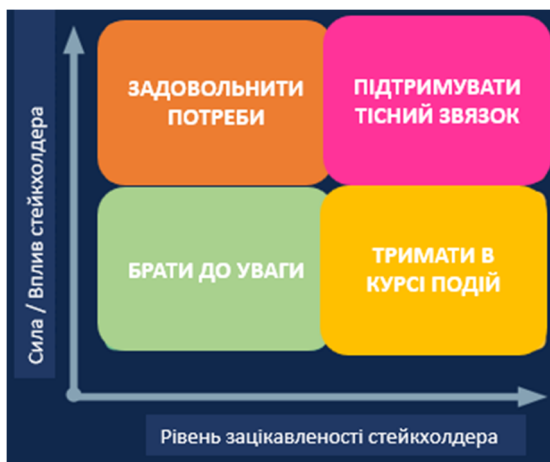 ЗАДОВОЛЬНИТИ
ПОТРЕБИ
ПІДТРИМУВАТИ
ТІСНИЙ ЗВЯЗОК
БРАТИ ДО УВАГИ
ТРИМАТИ В
КУРСІ ПОДІЙ
Сила / Вплив стейкхолдера
Рівень зацікавленості стейкхолдера